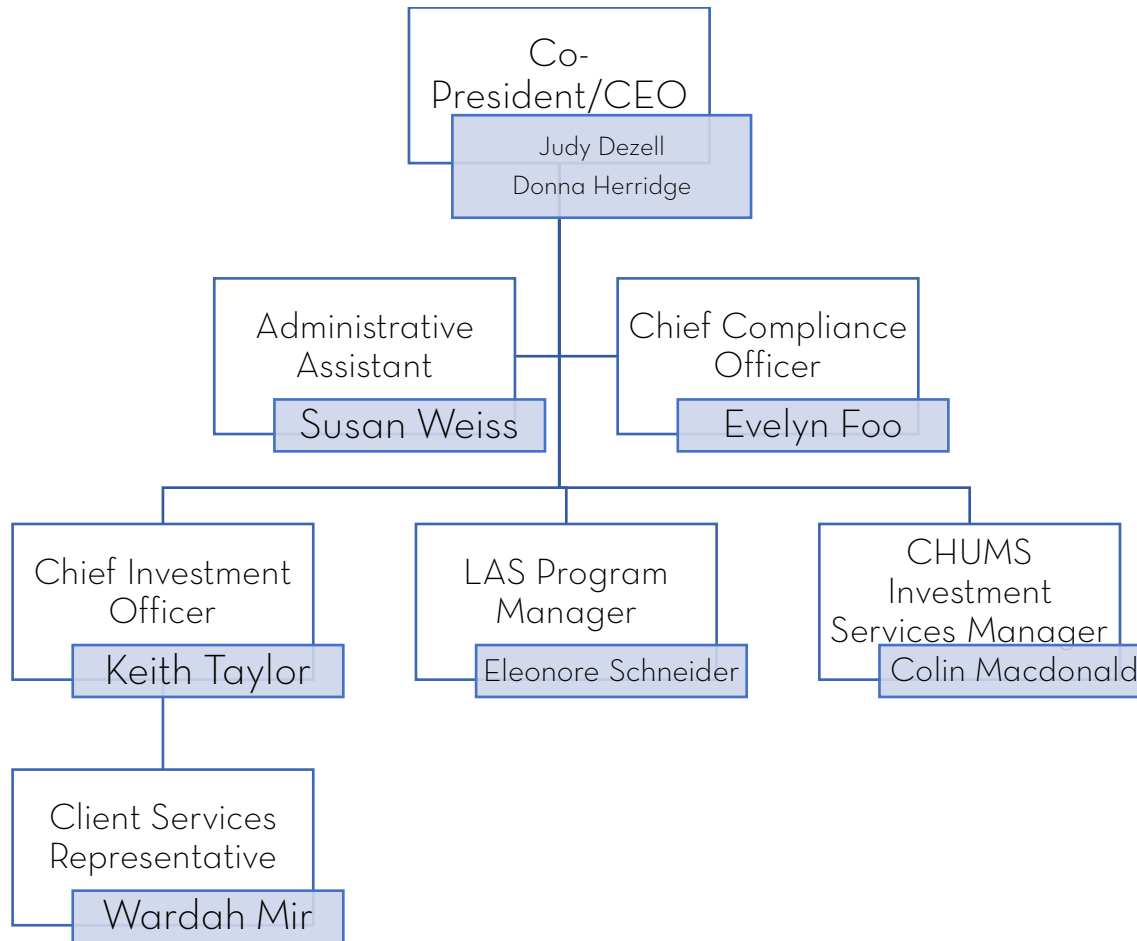 Co-
President/CEO
Judy Dezell
Donna Herridge
Administrative
Assistant
Susan Weiss
Chief Compliance
Officer
Evelyn Foo
Chief Investment
Officer
Keith Taylor
LAS Program
Manager
Eleonore Schneider
CHUMS
Investment
Services Manager
Colin Macdonald
Client Services
Representative
Wardah Mir